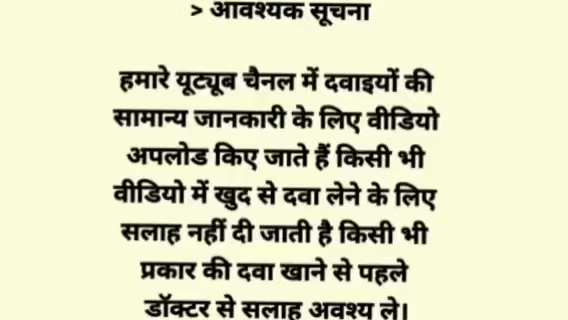 > आवश्यक सूचना
हमारे यूट्यूब चैनल में दवाइयों की
सामान्य जानकारी के लिए वीडियो
अपलोड किए जाते हैं किसी भी
वीडियो में खुद से दवा लेने के लिए
सलाह नहीं दी जाती है किसी भी
प्रकार की दवा खाने से पहले
डॉक्टर से सलाह अवश्य ले।